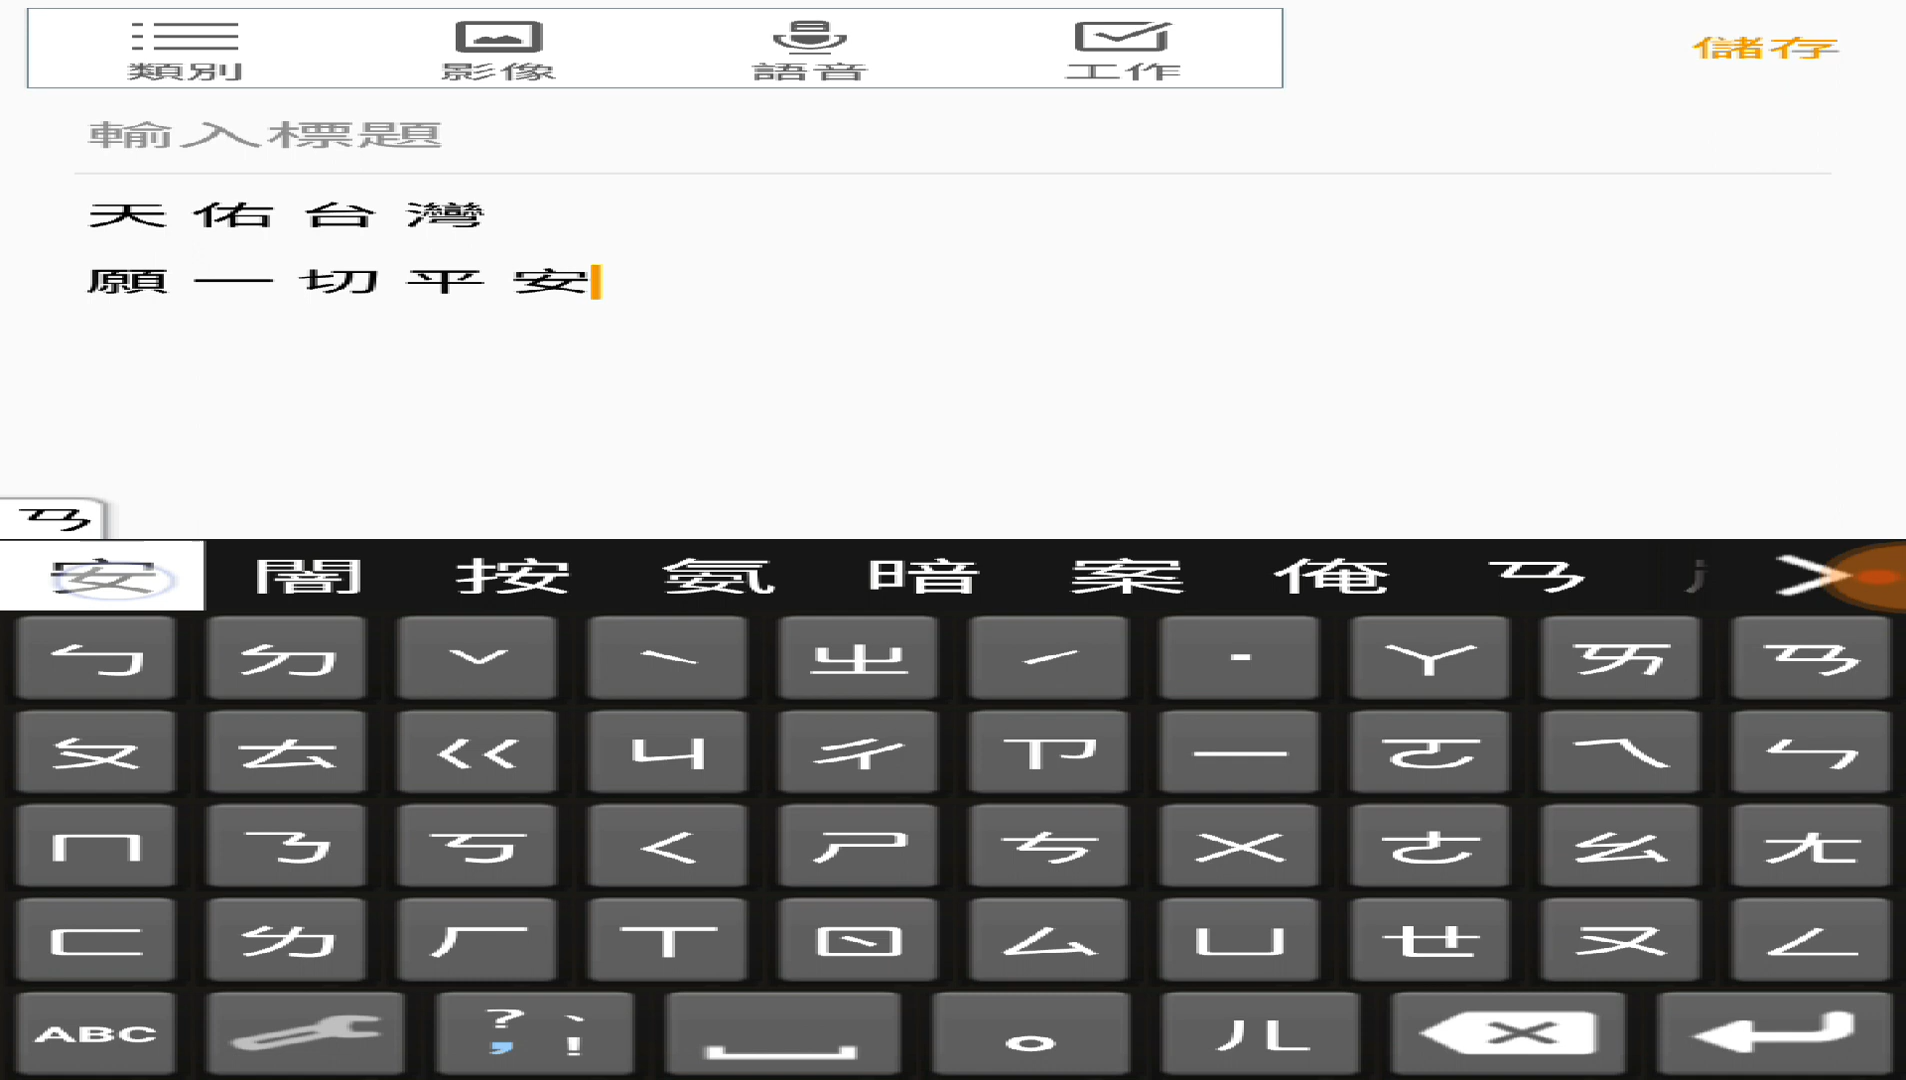 類別 影像 語音 工作 儲存
輸入標題
天佑台灣
願一切平安
ㄢ
安 闇 按 氨 暗 案 俺 ㄢ
ㄅ ㄉ ˇ ˋ ㄓ ˊ ˙ ㄚ ㄞ ㄢ
ㄆ ㄊ ㄍ ㄐ ㄔ ㄗ ㄧ ㄛ ㄟ ㄣ
ㄇ ㄋ ㄎ ㄑ ㄕ ㄘ ㄨ ㄜ ㄠ ㄤ
ㄈ ㄌ ㄏ ㄒ ㄖ ㄙ ㄩ ㄝ ㄡ ㄥ
ABC ? 、 , ! 。 ㄦ